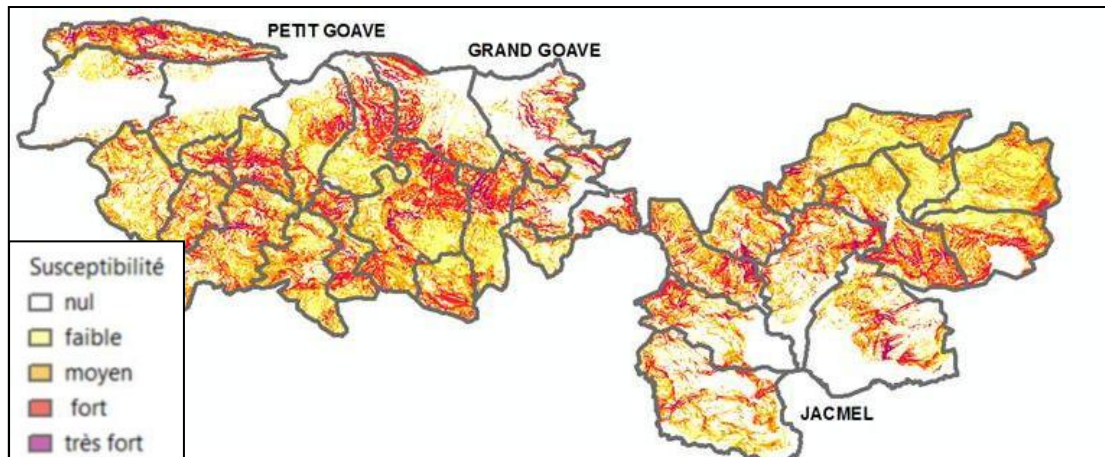 PETIT GOAVE
GRAND GOAVE
JACMEL
Susceptibilité
nul
faible
moyen
fort
très fort